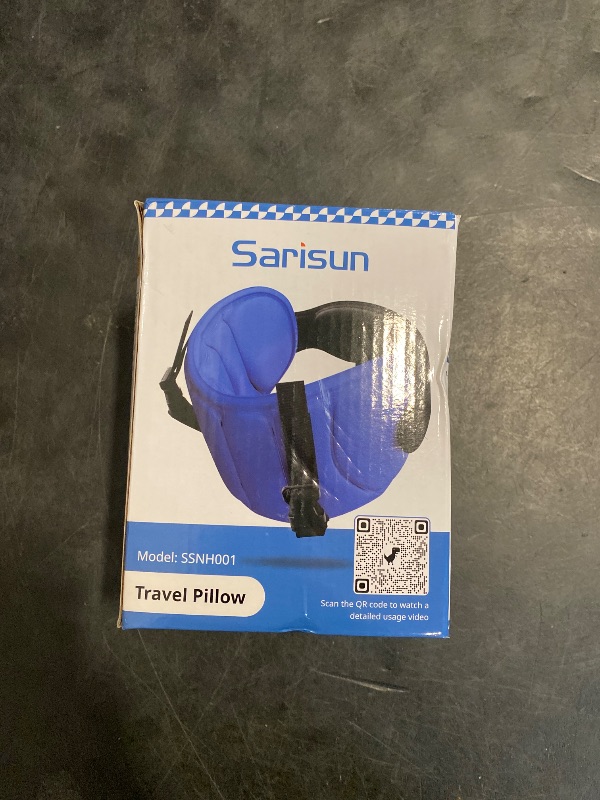 Sarisun
Model: SSNH001
Travel Pillow
Scan the QR code to watch a
detailed usage video